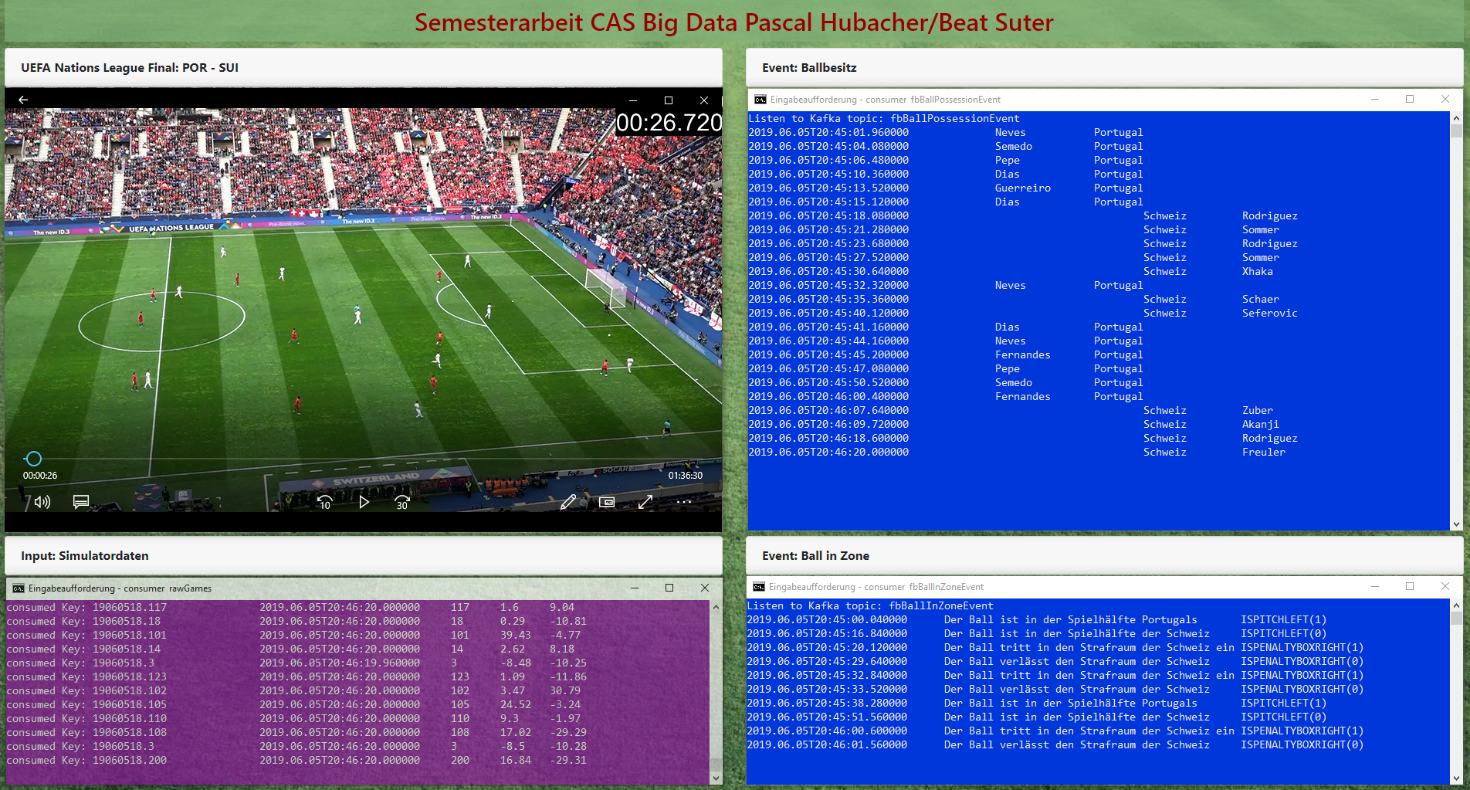 Semesterarbeit CAS Big Data Pascal Hubacher/Beat Suter
UEFA Nations League Final: POR - SUI
00:26.720
The new ID.3
UEFA NATIONS LEAGUE
The new ID.3
The new ID.3
SWITZERLAND
SOCAR
00:00:26
01:36:30
10
30
Event: Ballbesitz
Eingabeaufforderung - consumer fbBallPossessionEvent
Listen to Kafka topic: fbBallPossessionEvent
2019.06.05T20:45:01.960000 Neves Portugal
2019.06.05T20:45:04.080000 Semedo Portugal
2019.06.05T20:45:06.480000 Pepe Portugal
2019.06.05T20:45:10.360000 Dias Portugal
2019.06.05T20:45:13.520000 Guerreiro Portugal
2019.06.05T20:45:15.120000 Dias Portugal
2019.06.05T20:45:18.080000 Schweiz Rodriguez
2019.06.05T20:45:21.280000 Schweiz Sommer
2019.06.05T20:45:23.680000 Schweiz Rodriguez
2019.06.05T20:45:27.520000 Schweiz Sommer
2019.06.05T20:45:30.640000 Schweiz Xhaka
2019.06.05T20:45:32.320000 Neves Portugal
2019.06.05T20:45:35.360000 Schweiz Schaer
2019.06.05T20:45:40.120000 Schweiz Seferovic
2019.06.05T20:45:41.160000 Dias Portugal
2019.06.05T20:45:44.160000 Neves Portugal
2019.06.05T20:45:45.200000 Fernandes Portugal
2019.06.05T20:45:47.080000 Pepe Portugal
2019.06.05T20:45:50.520000 Semedo Portugal
2019.06.05T20:46:00.400000 Fernandes Portugal
2019.06.05T20:46:07.640000 Schweiz Zuber
2019.06.05T20:46:09.720000 Schweiz Akanji
2019.06.05T20:46:18.600000 Schweiz Rodriguez
2019.06.05T20:46:20.000000 Schweiz Freuler
Input: Simulatordaten
Eingabeaufforderung - consumer rawGames
consumed Key: 19060518.117 2019.06.05T20:46:20.000000 117 1.6 9.04
consumed Key: 19060518.18 2019.06.05T20:46:20.000000 18 0.29 -10.81
consumed Key: 19060518.101 2019.06.05T20:46:20.000000 101 39.43 -4.77
consumed Key: 19060518.14 2019.06.05T20:46:20.000000 14 2.62 8.18
consumed Key: 19060518.3 2019.06.05T20:46:19.960000 3 -8.48 -10.25
consumed Key: 19060518.123 2019.06.05T20:46:20.000000 123 1.09 -11.86
consumed Key: 19060518.102 2019.06.05T20:46:20.000000 102 3.47 30.79
consumed Key: 19060518.105 2019.06.05T20:46:20.000000 105 24.52 -3.24
consumed Key: 19060518.110 2019.06.05T20:46:20.000000 110 9.3 -1.97
consumed Key: 19060518.108 2019.06.05T20:46:20.000000 108 17.02 -29.29
consumed Key: 19060518.3 2019.06.05T20:46:20.000000 3 -8.5 -10.28
consumed Key: 19060518.200 2019.06.05T20:46:20.000000 200 16.84 -29.31
Event: Ball in Zone
Eingabeaufforderung - consumer fbBallInZoneEvent
Listen to Kafka topic: fbBallInZoneEvent
2019.06.05T20:45:00.040000 Der Ball ist in der Spielhälfte Portugals ISPITCHLEFT(1)
2019.06.05T20:45:16.840000 Der Ball ist in der Spielhälfte der Schweiz ISPITCHLEFT(0)
2019.06.05T20:45:20.120000 Der Ball tritt in den Strafraum der Schweiz ein ISPENALTYBOXRIGHT(1)
2019.06.05T20:45:29.640000 Der Ball verlässt den Strafraum der Schweiz ISPENALTYBOXRIGHT(0)
2019.06.05T20:45:32.840000 Der Ball tritt in den Strafraum der Schweiz ein ISPENALTYBOXRIGHT(1)
2019.06.05T20:45:33.520000 Der Ball verlässt den Strafraum der Schweiz ISPENALTYBOXRIGHT(0)
2019.06.05T20:45:38.280000 Der Ball ist in der Spielhälfte Portugals ISPITCHLEFT(1)
2019.06.05T20:45:51.560000 Der Ball ist in der Spielhälfte der Schweiz ISPITCHLEFT(0)
2019.06.05T20:46:00.600000 Der Ball tritt in den Strafraum der Schweiz ein ISPENALTYBOXRIGHT(1)
2019.06.05T20:46:01.560000 Der Ball verlässt den Strafraum der Schweiz ISPENALTYBOXRIGHT(0)